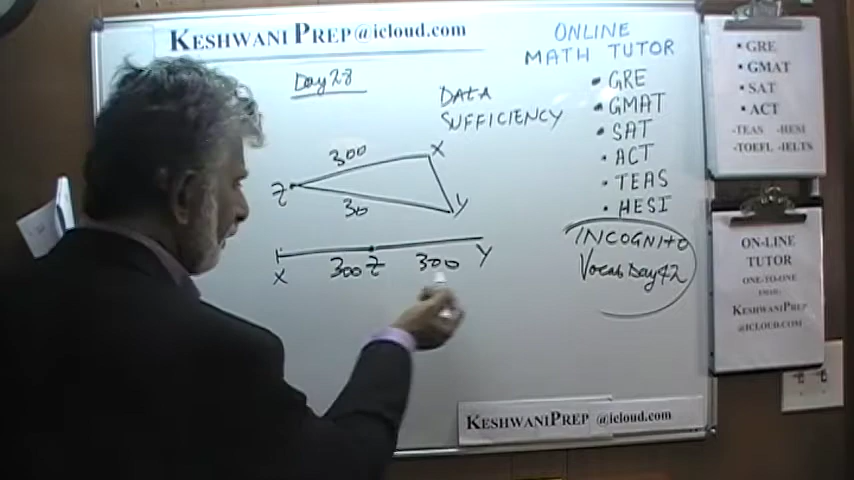 KESHWANI PREP @icloud.com
Day 28
DATA
SUFFICIENCY
300
X
Z
30
Y
X
300
Z
300
Y
ONLINE
MATH TUTOR
• GRE
• GMAT
• SAT
• ACT
• TEAS
• HESI
INCOGNITO
Vocab Day 42
• GRE
• GMAT
• SAT
• ACT
-TEAS -HESI
-TOEFL -IELTS
ON-LINE
TUTOR
ONE-TO-ONE
EMAIL:
KESHWANIPREP
@ICLOUD.COM
KESHWANIPREP @icloud.com